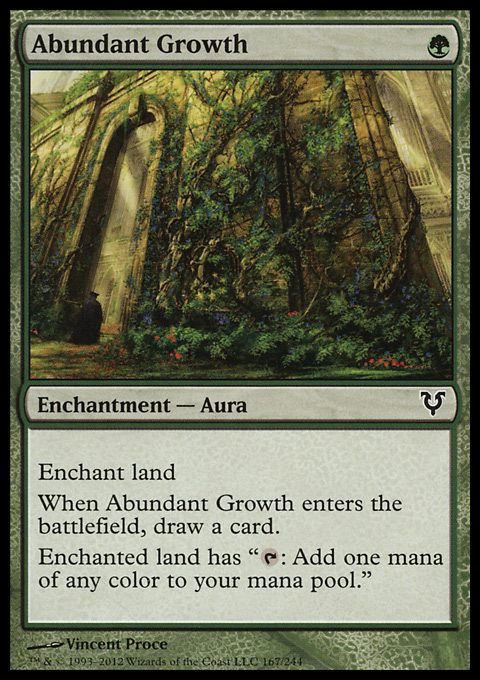 Abundant Growth
Enchantment — Aura
Enchant land
When Abundant Growth enters the
battlefield, draw a card.
Enchanted land has “: Add one mana
of any color to your mana pool.”
Vincent Proce
™ & © 1993–2012 Wizards of the Coast LLC 167/244